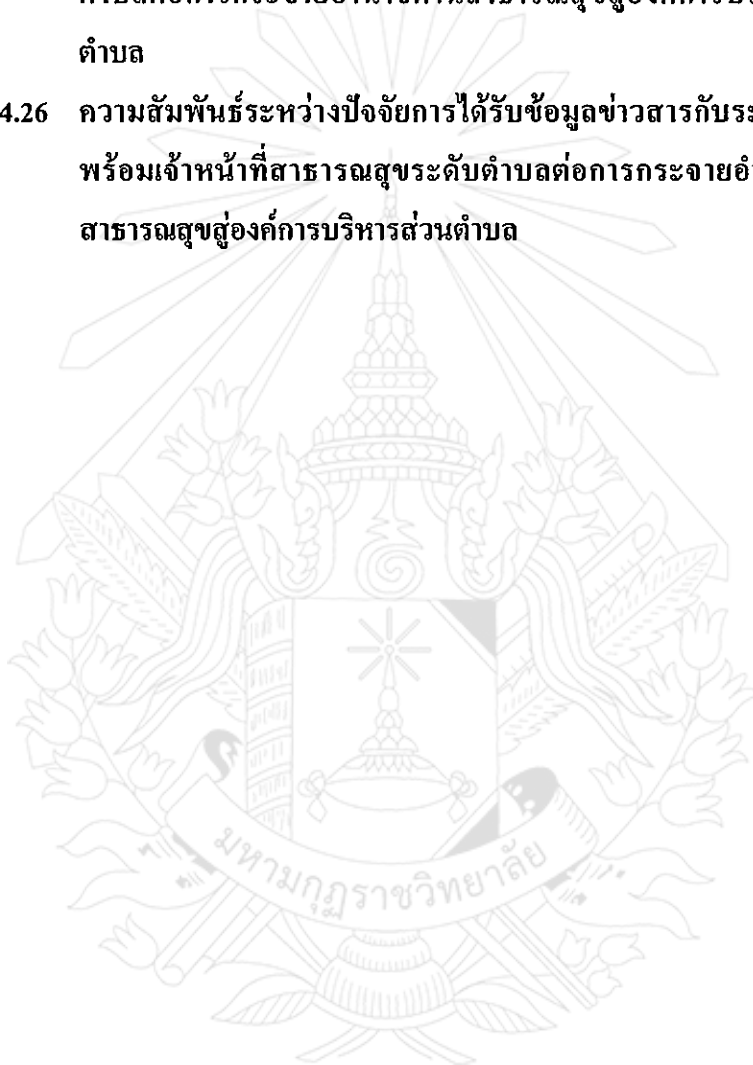 ตำบล
4.26 ความสัมพันธ์ระหว่างปัจจัยการได้รับข้อมูลข่าวสารกับระ
พร้อมเจ้าหน้าที่สาธารณสุขระดับตำบลต่อการกระจายอำ
สาธารณสุขสู่องค์การบริหารส่วนตำบล
มหามกุฏราชวิทยาลัย